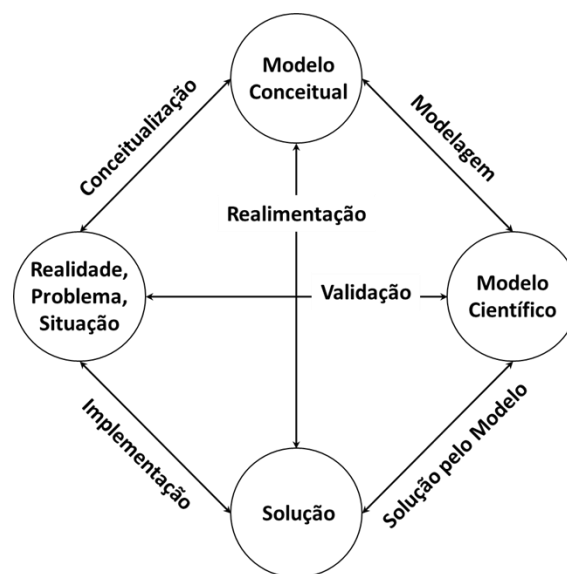 Modelo
Conceitual
Conceitualização
Modelagem
Realimentação
Realidade,
Problema,
Situação
Validação
Modelo
Científico
Implementação
Solução pelo Modelo
Solução